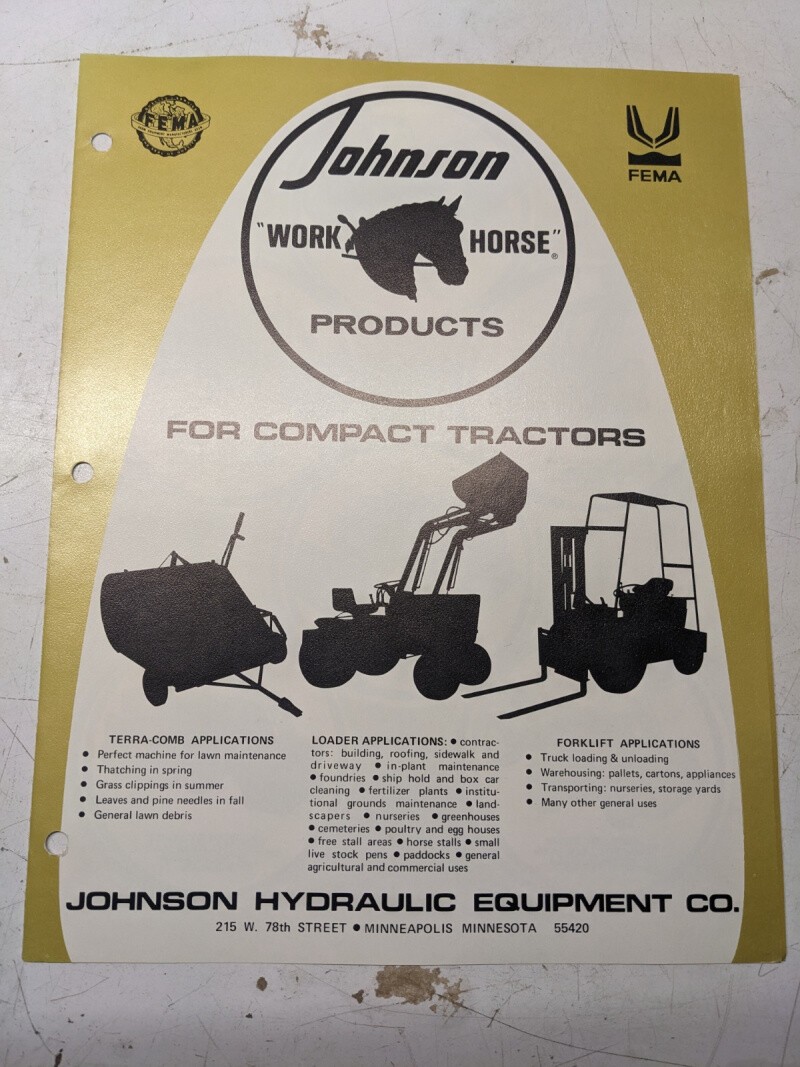 FEMA
FEMA
Johnson
"WORK HORSE"®
PRODUCTS
FOR COMPACT TRACTORS
TERRA-COMB APPLICATIONS
● Perfect machine for lawn maintenance
● Thatching in spring
● Grass clippings in summer
● Leaves and pine needles in fall
● General lawn debris
LOADER APPLICATIONS: ● contrac-
tors: building, roofing, sidewalk and
driveway ● in-plant maintenance
● foundries ● ship hold and box car
cleaning ● fertilizer plants ● institu-
tional grounds maintenance ● land-
scapers ● nurseries ● greenhouses
● cemeteries ● poultry and egg houses
● free stall areas ● horse stalls ● small
live stock pens ● paddocks ● general
agricultural and commercial uses
FORKLIFT APPLICATIONS
● Truck loading & unloading
● Warehousing: pallets, cartons, appliances
● Transporting: nurseries, storage yards
● Many other general uses
JOHNSON HYDRAULIC EQUIPMENT CO.
215 W. 78th STREET ● MINNEAPOLIS MINNESOTA 55420